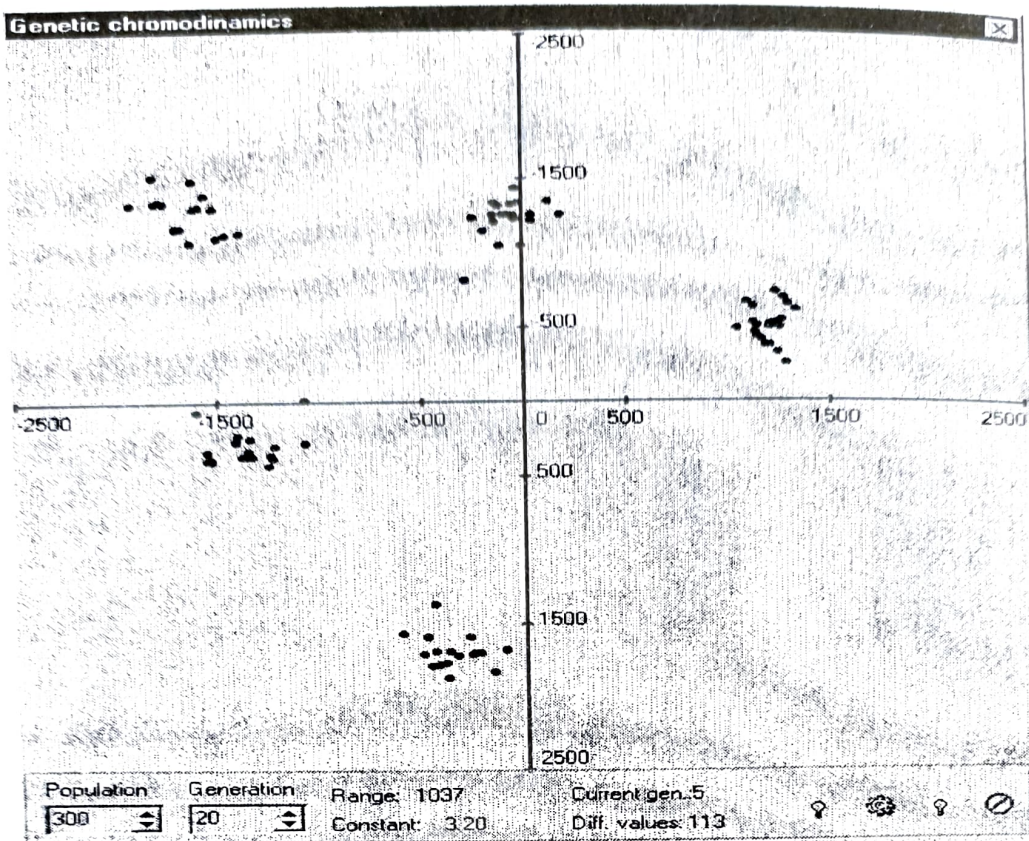 Genetic chromodinamics
-2500
-1500
-500
-2500 -1500 -500 0 500 1500 2500
500
1500
2500
Population Generation Range: 1037 Current gen.:5
300 20 Constant: 3.20 Diff. values: 113